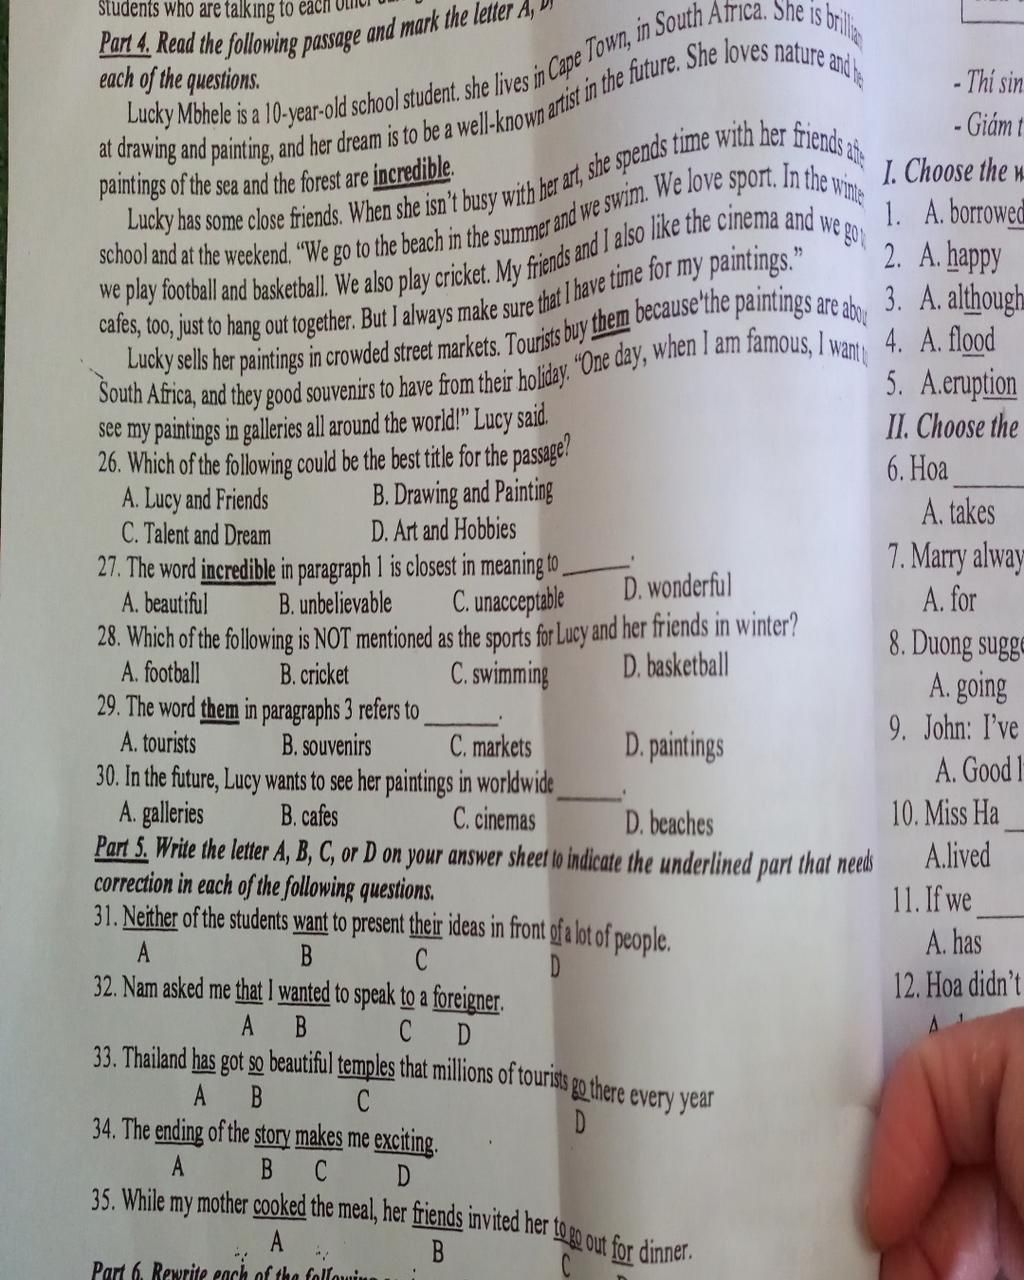 students who are talking to each other
Part 4. Read the following passage and mark the letter A, B,
each of the questions.
Lucky Mbhele is a 10-year-old school student. she lives in Cape Town, in South Africa. She is
at drawing and painting, and her dream is to be a well-known artist in the future. She loves nature and
paintings of the sea and the forest are incredible.
Lucky has some close friends. When she isn't busy with her art, she spends time with her friends
school and at the weekend. "We go to the beach in the summer and we swim. We love sport. In the
we play football and basketball. We also play cricket. My friends and I also like the cinema and we go
cafes, too, just to hang out together. But I always make sure that I have time for my paintings."
Lucky sells her paintings in crowded street markets. Tourists buy them because the paintings are
South Africa, and they good souvenirs to have from their holiday. "One day, when I am famous, I want
see my paintings in galleries all around the world!" Lucy said.
26. Which of the following could be the best title for the passage?
A. Lucy and Friends B. Drawing and Painting
C. Talent and Dream D. Art and Hobbies
27. The word incredible in paragraph 1 is closest in meaning to _______.
A. beautiful B. unbelievable C. unacceptable D. wonderful
28. Which of the following is NOT mentioned as the sports for Lucy and her friends in winter?
A. football B. cricket C. swimming D. basketball
29. The word them in paragraphs 3 refers to _______.
A. tourists B. souvenirs C. markets D. paintings
30. In the future, Lucy wants to see her paintings in worldwide _______.
A. galleries B. cafes C. cinemas D. beaches
Part 5. Write the letter A, B, C, or D on your answer sheet to indicate the underlined part that needs
correction in each of the following questions.
31. Neither of the students want to present their ideas in front of a lot of people.
A B C D
32. Nam asked me that I wanted to speak to a foreigner.
A B C D
33. Thailand has got so beautiful temples that millions of tourists go there every year
A B C D
34. The ending of the story makes me exciting.
A B C D
35. While my mother cooked the meal, her friends invited her to go out for dinner.
A B C
Part 6. Rewrite each of the
- Thí sin
- Giám t
I. Choose the
1. A. borrowed
2. A. happy
3. A. although
4. A. flood
5. A.eruption
II. Choose the
6. Hoa _______
A. takes
7. Marry alway
A. for
8. Duong sugge
A. going
9. John: I've
A. Good l
10. Miss Ha _
A.lived
11. If we ____
A. has
12. Hoa didn't
A.